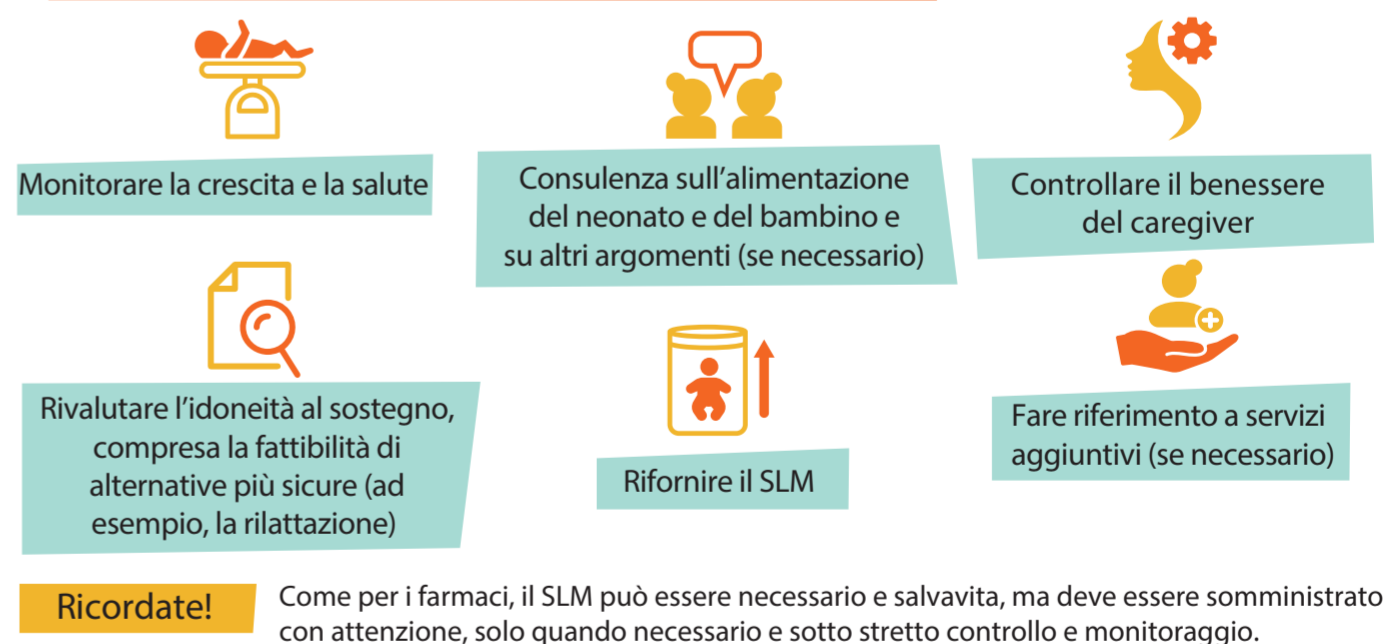 Monitorare la crescita e la salute
Consulenza sull’alimentazione
del neonato e del bambino e
su altri argomenti (se necessario)
Controllare il benessere
del caregiver
Rivalutare l’idoneità al sostegno,
compresa la fattibilità di
alternative più sicure (ad
esempio, la rilattazione)
Rifornire il SLM
Fare riferimento a servizi
aggiuntivi (se necessario)
Ricordate!
Come per i farmaci, il SLM può essere necessario e salvavita, ma deve essere somministrato
con attenzione, solo quando necessario e sotto stretto controllo e monitoraggio.